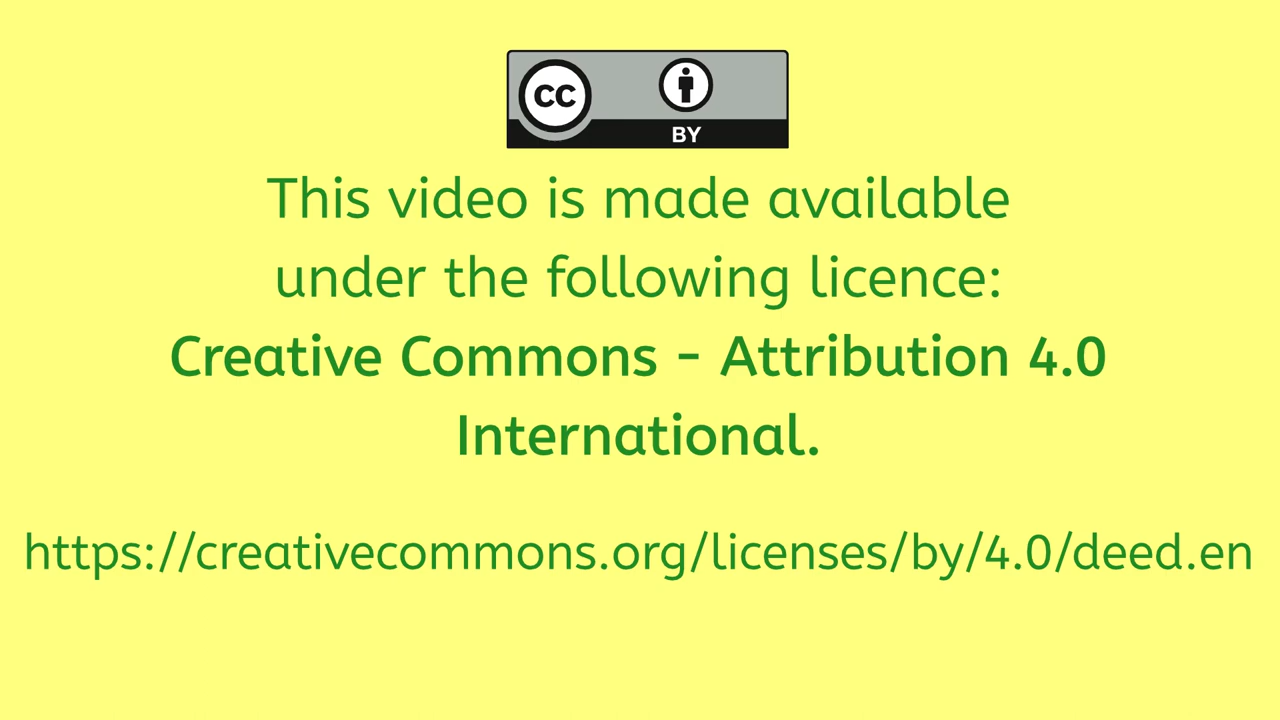 CC
BY
This video is made available
under the following licence:
Creative Commons - Attribution 4.0
International.
https://creativecommons.org/licenses/by/4.0/deed.en